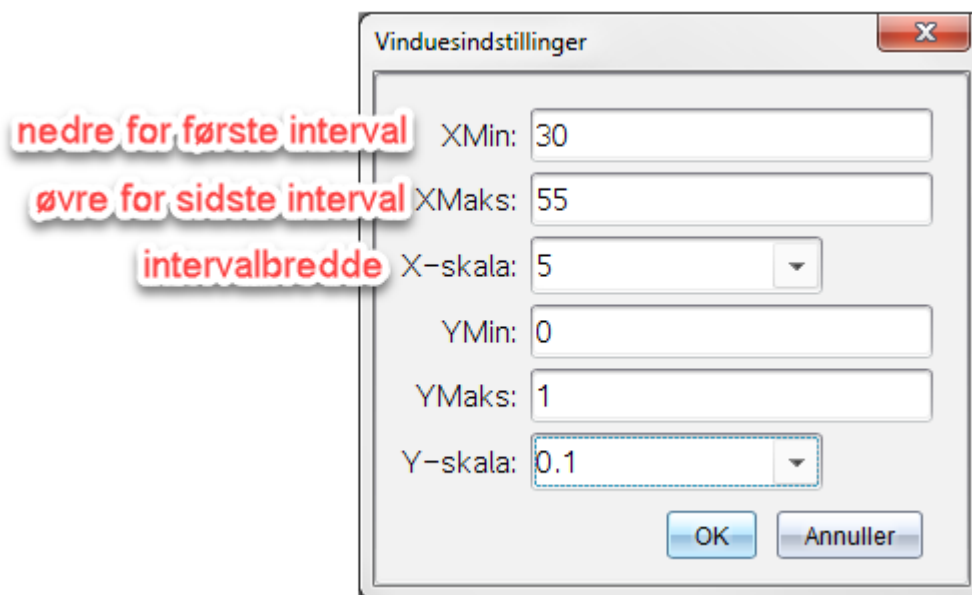 Vinduesindstillinger
nedre for første interval XMin: 30
øvre for sidste interval XMaks: 55
intervalbredde X-skala: 5
YMin: 0
YMaks: 1
Y-skala: 0.1
OK Annuller